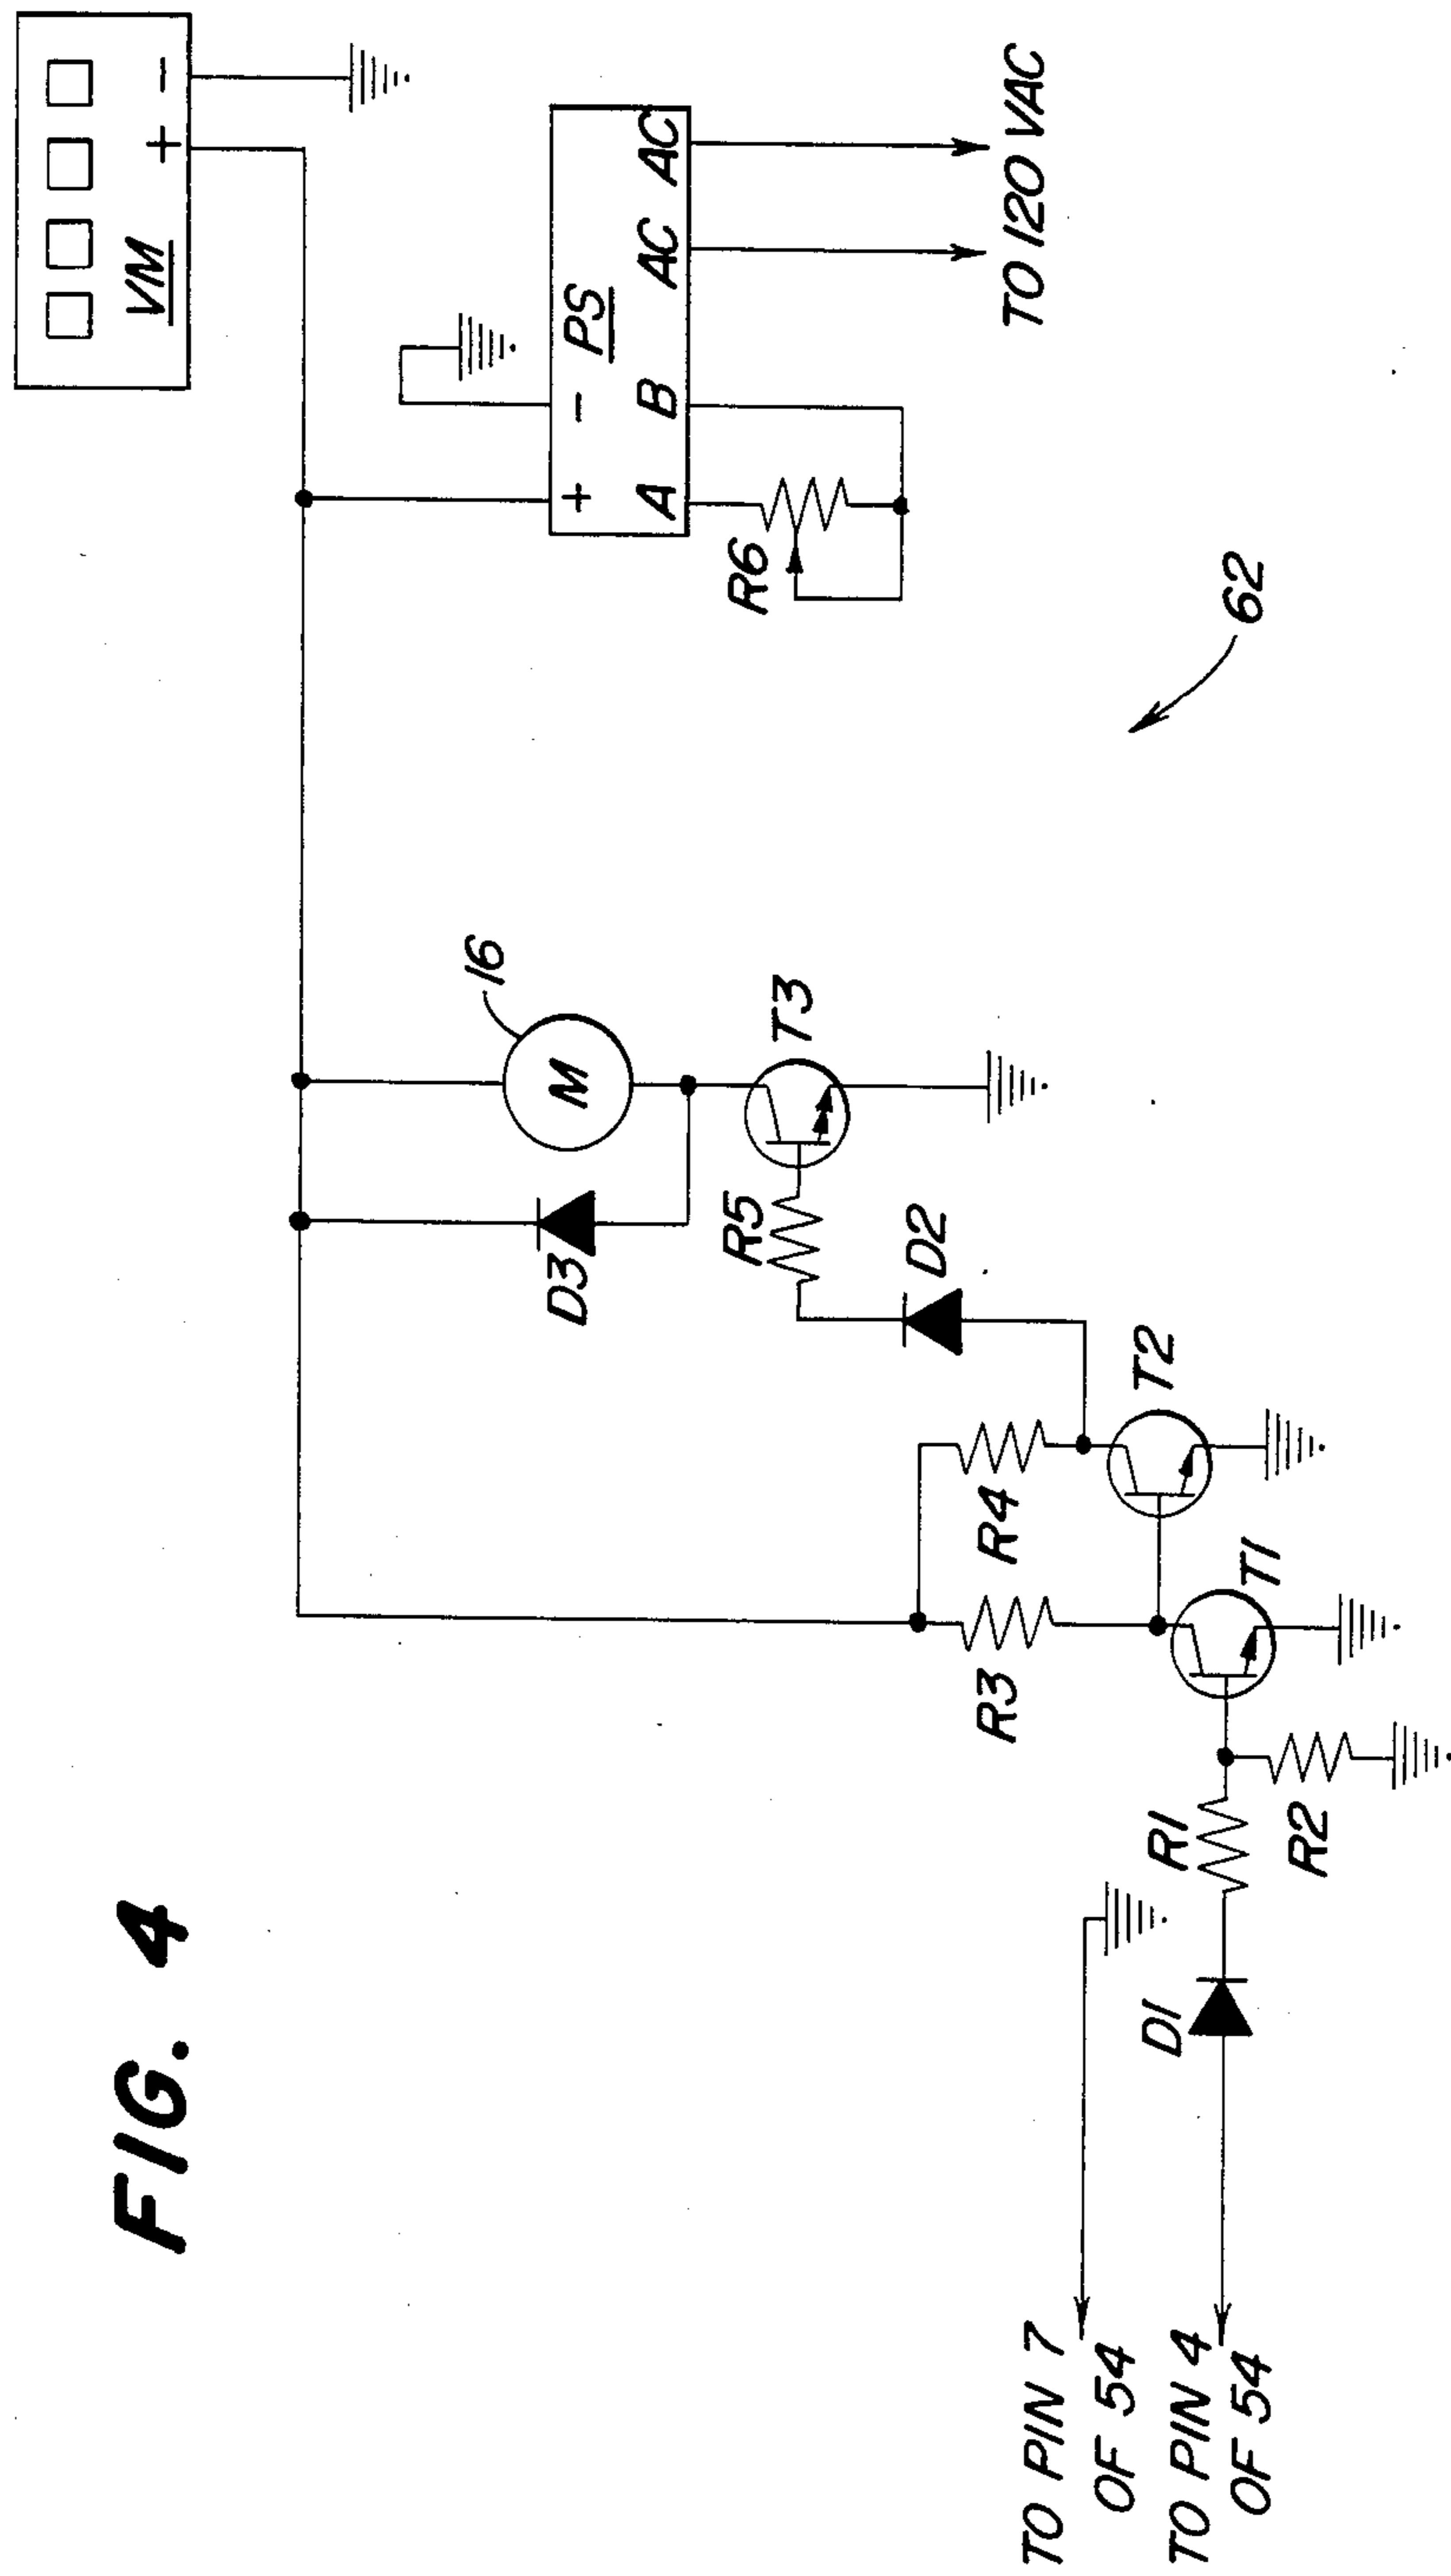 FIG. 4
VM
+ -
+ -
PS
A B AC AC
R6
TO 120 VAC
62
16
M
D3
T3
R5
D2
R4
T2
R3
T1
R1
R2
D1
TO PIN 7
OF 54
TO PIN 4
OF 54